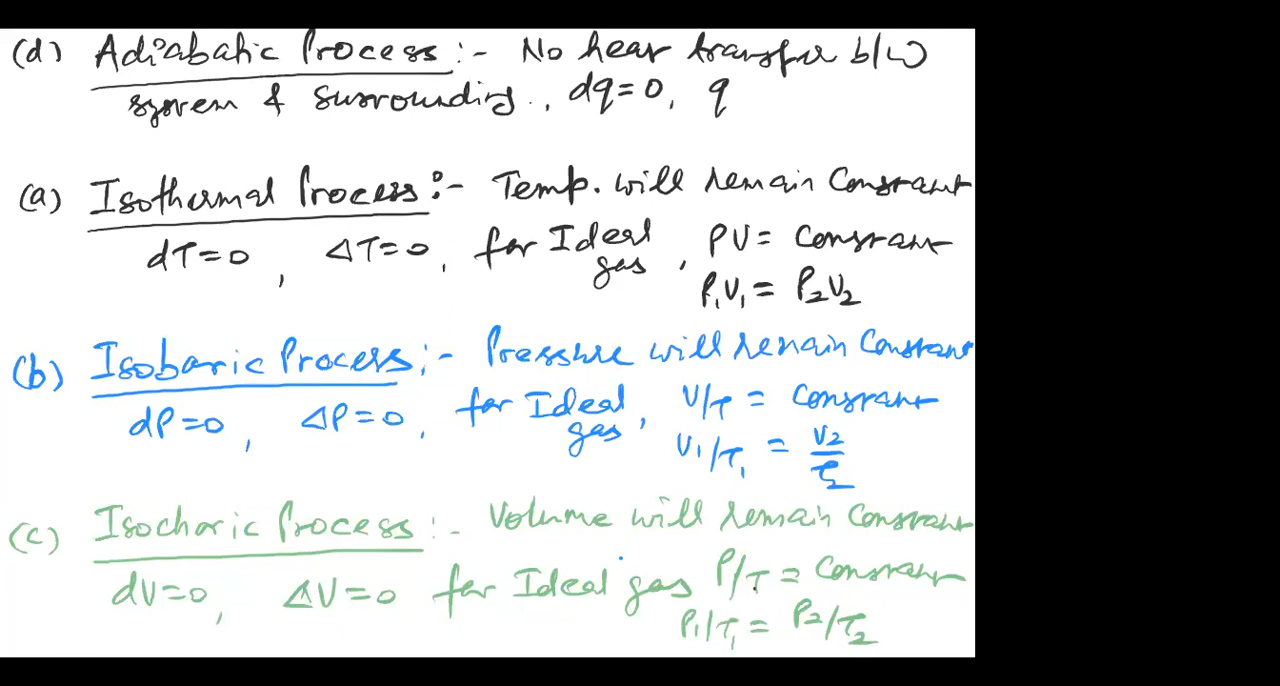 (d) Adiabatic Process :- No heat transfer b/w
system & surrounding, dq=0, q
(a) Isothermal Process :- Temp. will remain Constant
dT=0, ΔT=0, for Ideal gas, PV= Constant
P₁V₁ = P₂V₂
(b) Isobaric Process :- Pressure will remain Constant
dP=0, ΔP=0, for Ideal gas, V/T = Constant
V₁/T₁ = V₂/T₂
(c) Isochoric Process :- Volume will remain Constant
dV=0, ΔV=0 for Ideal gas P/T = Constant
P₁/T₁ = P₂/T₂